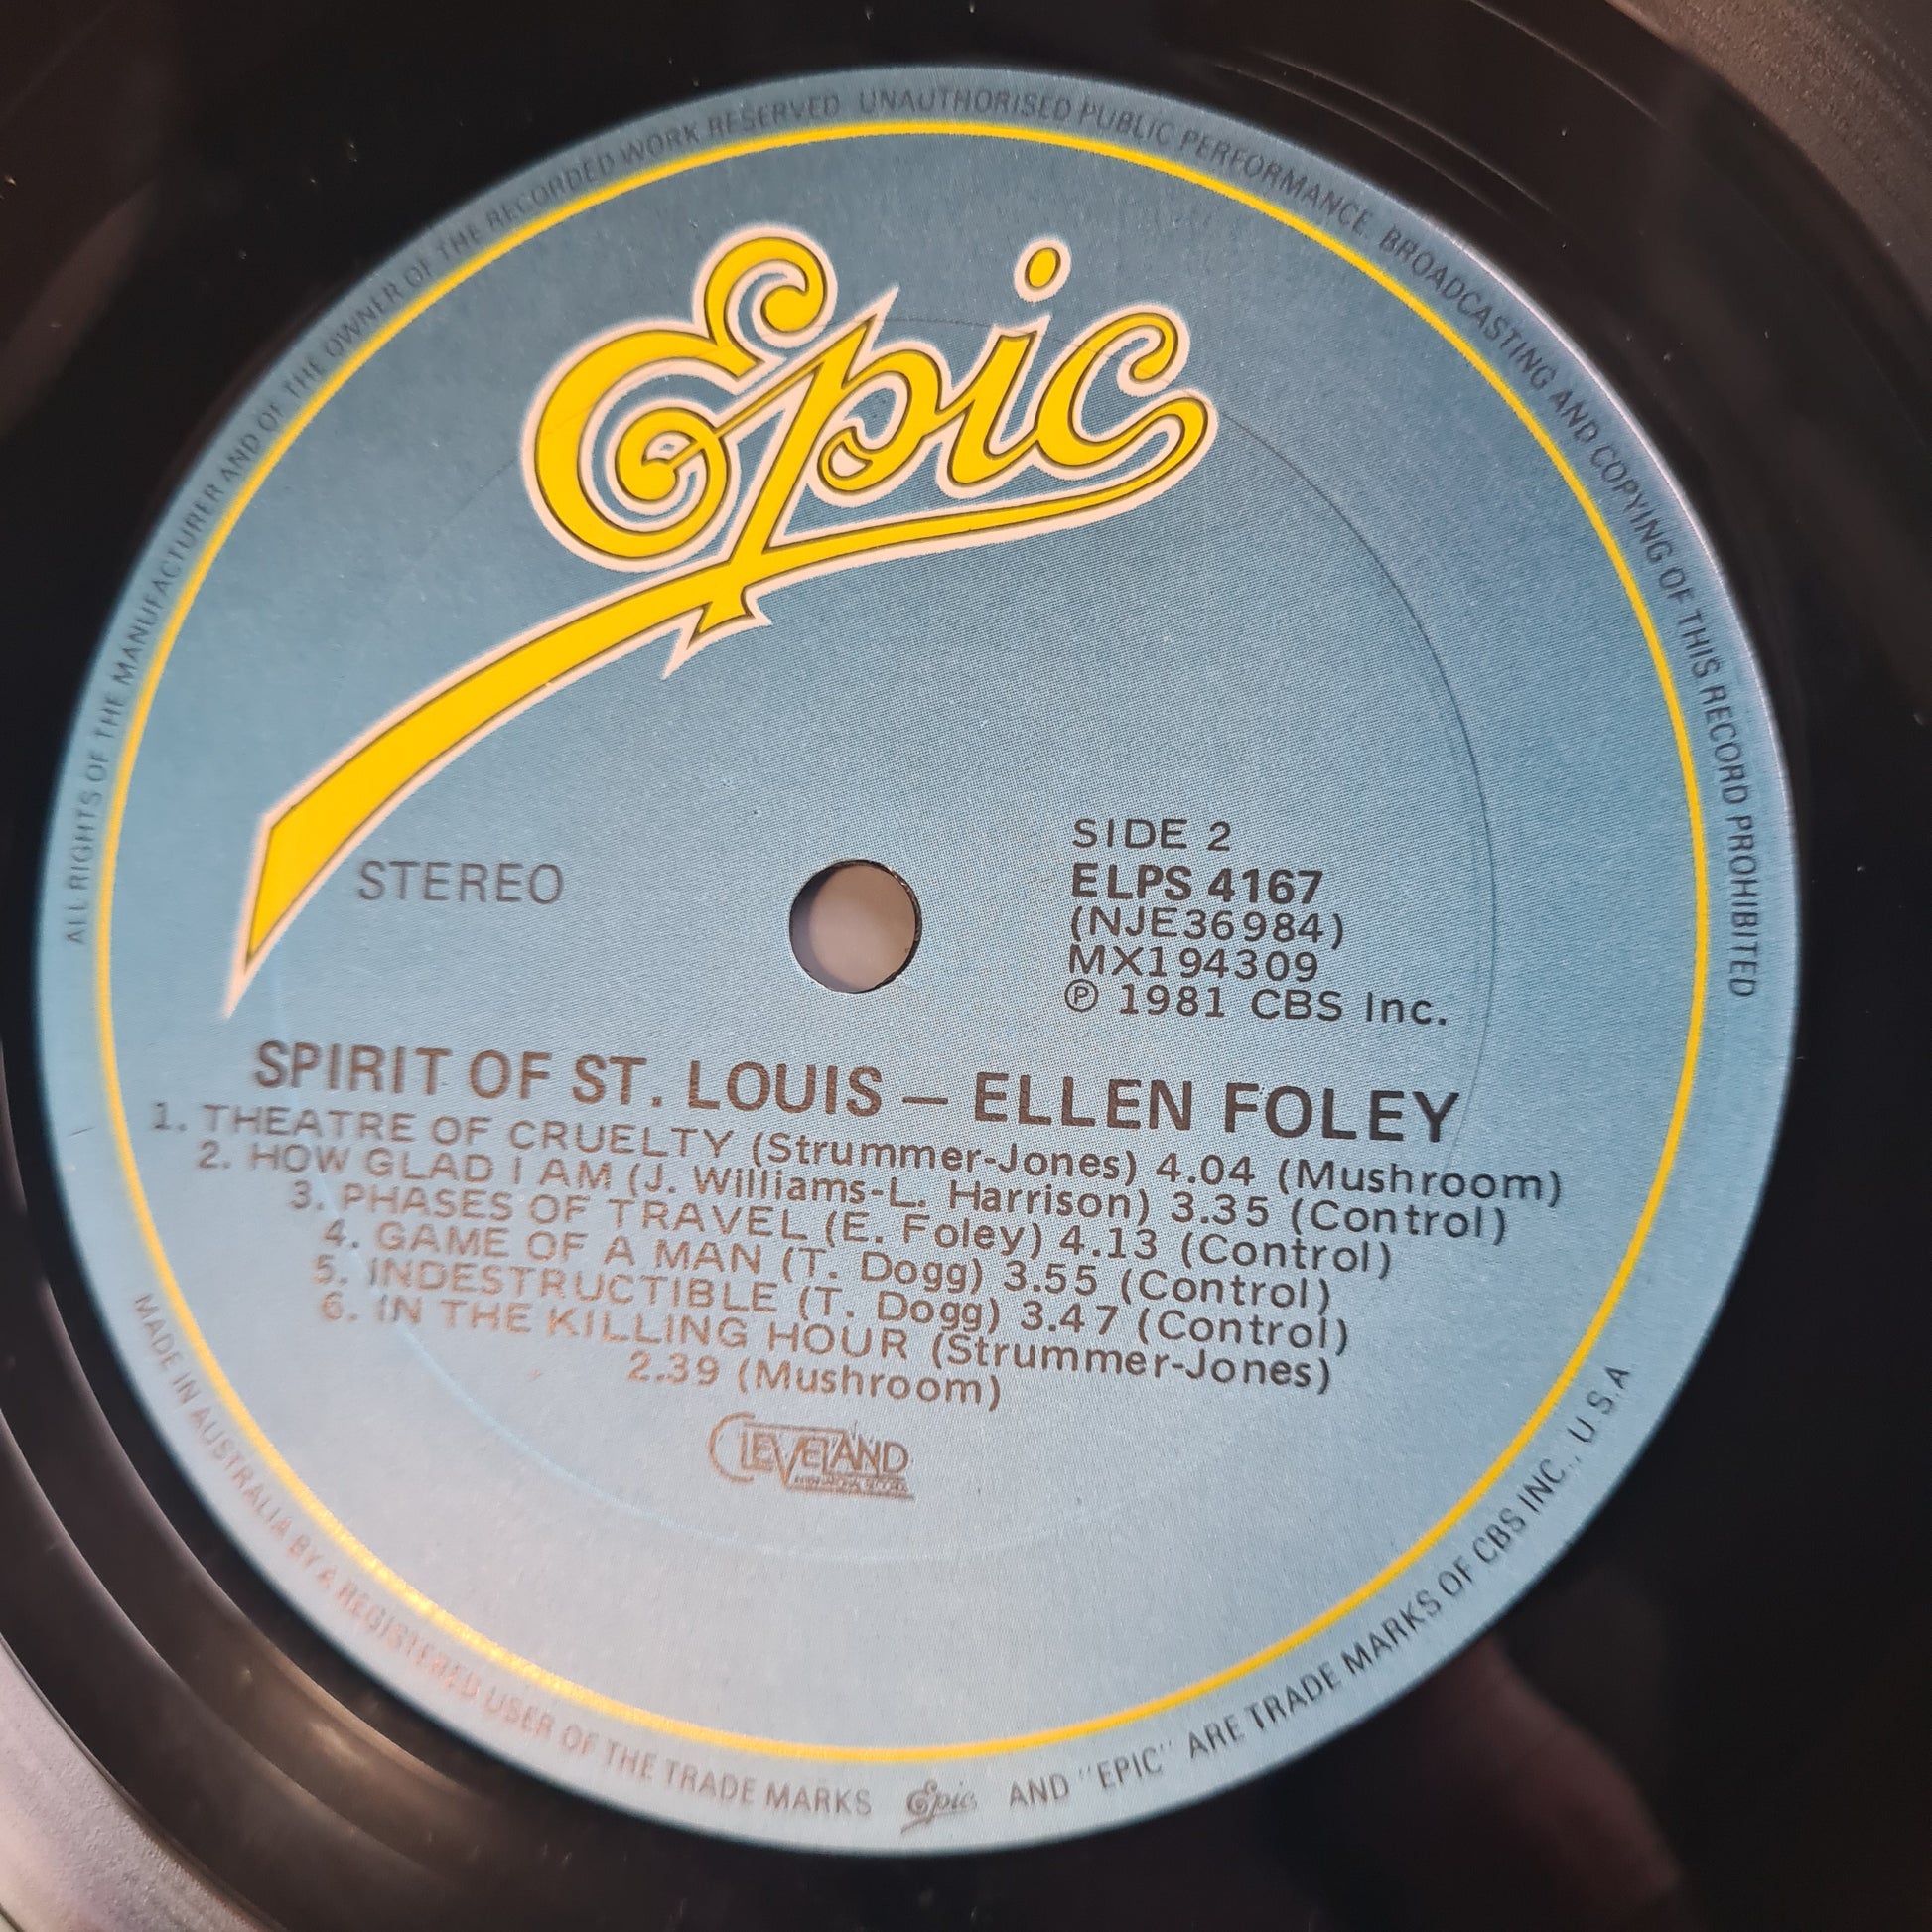 ALL RIGHTS OF THE MANUFACTURER AND OF THE OWNER OF THE RECORDED WORK RESERVED UNAUTHORISED PUBLIC PERFORMANCE BROADCASTING AND COPYING OF THIS RECORD PROHIBITED
Epic
STEREO
SIDE 2
ELPS 4167
(NJE36984)
MX194309
℗ 1981 CBS Inc.
SPIRIT OF ST. LOUIS — ELLEN FOLEY
1. THEATRE OF CRUELTY (Strummer-Jones) 4.04 (Mushroom)
2. HOW GLAD I AM (J. Williams-L. Harrison) 3.35 (Control)
3. PHASES OF TRAVEL (E. Foley) 4.13 (Control)
4. GAME OF A MAN (T. Dogg) 3.55 (Control)
5. INDESTRUCTIBLE (T. Dogg) 3.47 (Control)
6. IN THE KILLING HOUR (Strummer-Jones)
2.39 (Mushroom)
CLEVELAND
MADE IN AUSTRALIA BY A REGISTERED USER OF THE TRADE MARKS Epic AND "EPIC" ARE TRADE MARKS OF CBS INC., U.S.A